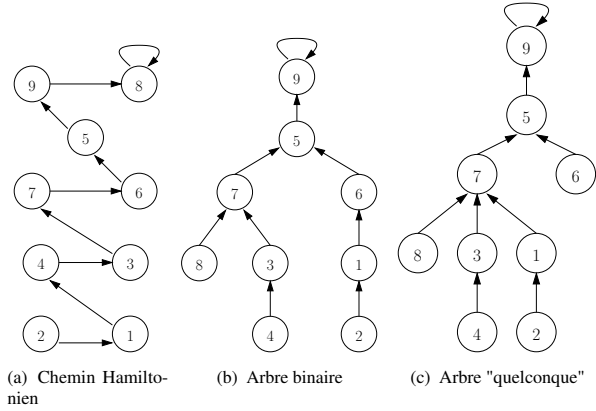 9 8
5
7 6
4 3
2 1
(a) Chemin Hamilto-
nien
9
5
7 6
8 3 1
4 2
(b) Arbre binaire
9
5
7 6
8 3 1
4 2
(c) Arbre "quelconque"